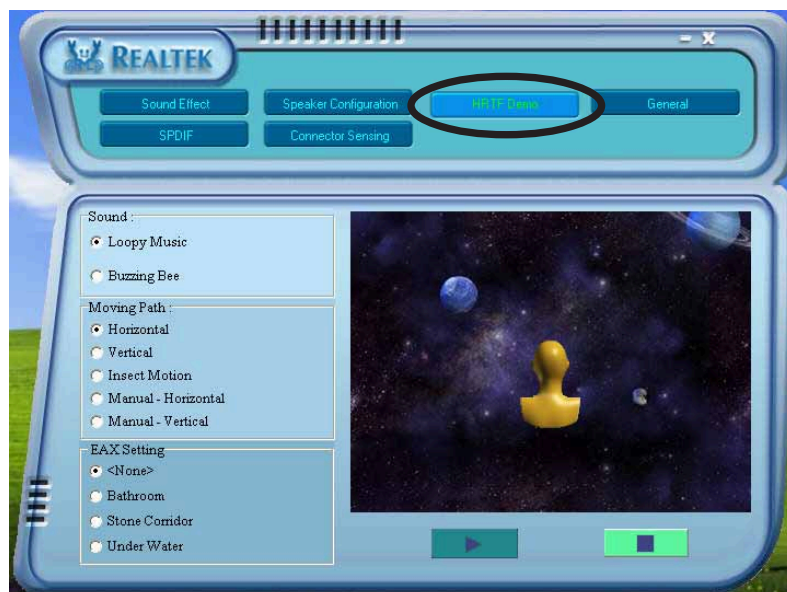 REALTEK
Sound Effect
Speaker Configuration
HRTF Demo
General
SPDIF
Connector Sensing
Sound :
Loopy Music
Buzzing Bee
Moving Path :
Horizontal
Vertical
Insect Motion
Manual - Horizontal
Manual - Vertical
EAX Setting
<None>
Bathroom
Stone Corridor
Under Water